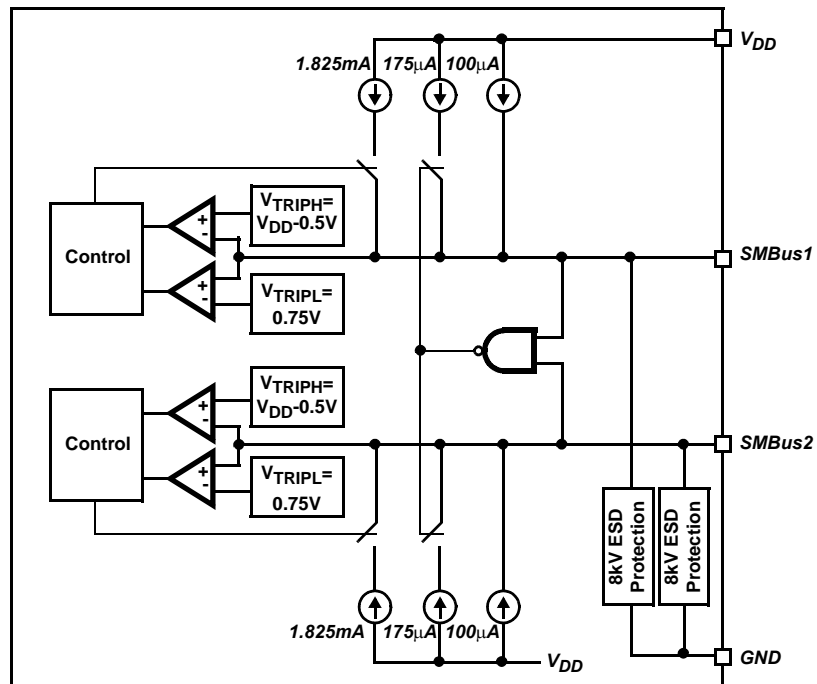 V_DD
1.825mA 175μA 100μA
V_TRIPH=
V_DD-0.5V
+
-
Control
SMBus1
+
-
V_TRIPL=
0.75V
V_TRIPH=
V_DD-0.5V
+
-
Control
SMBus2
+
-
V_TRIPL=
0.75V
8kV ESD
Protection
8kV ESD
Protection
1.825mA 175μA 100μA
V_DD
GND